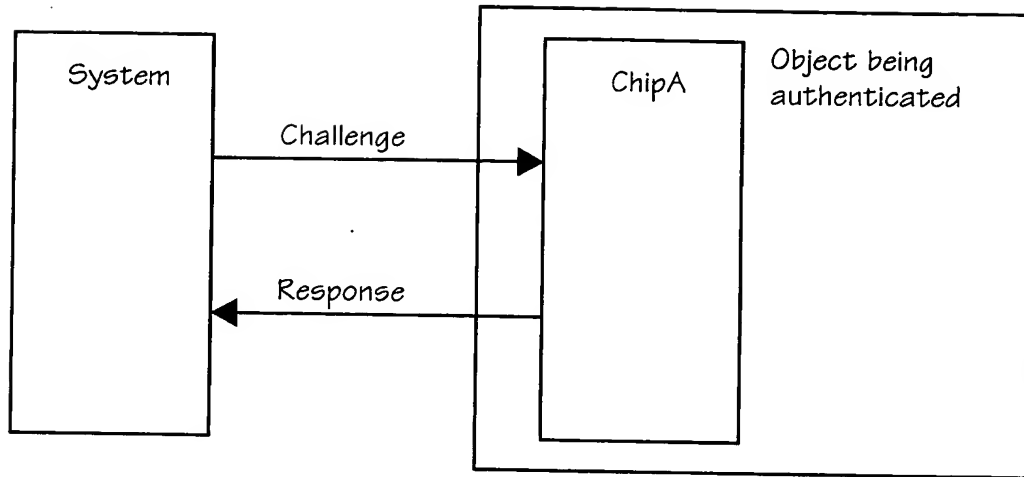 System
ChipA
Object being
authenticated
Challenge
Response